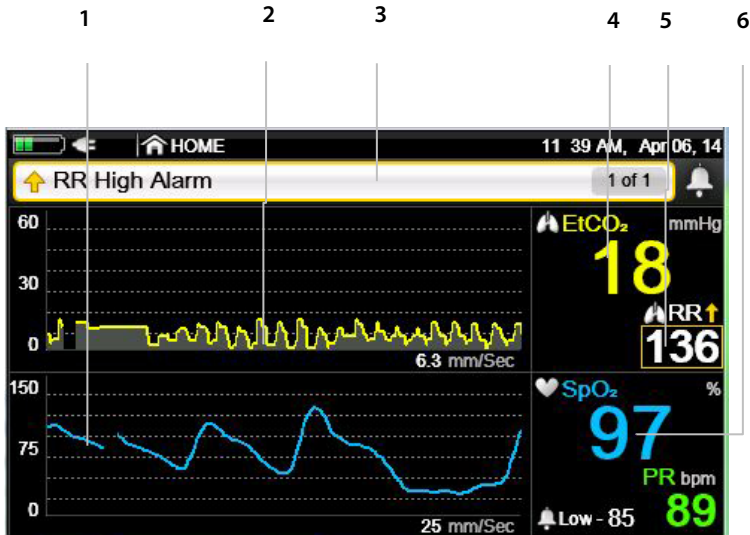 1 2 3 4 5 6
HOME 11 39 AM, Apr 06, 14
RR High Alarm 1 of 1
60 EtCO₂ mmHg
18
30
RR
0 136
6.3 mm/Sec
150 SpO₂ %
97
75
PR bpm
0 Low - 85 89
25 mm/Sec